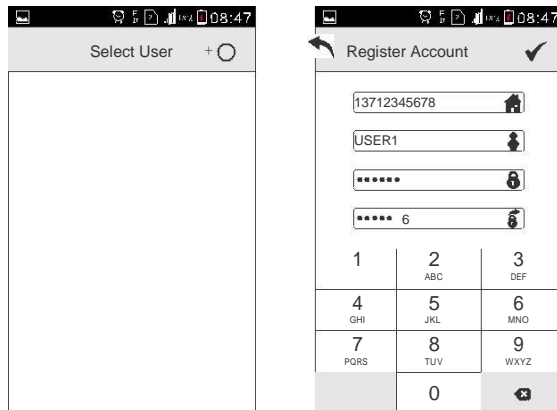 08:47
Select User +
08:47
Register Account
13712345678
USER1
•••••• 
••••• 6
1
2
3
ABC
DEF
4
5
6
GHI
JKL
MNO
7
8
9
PQRS
TUV
WXYZ
0